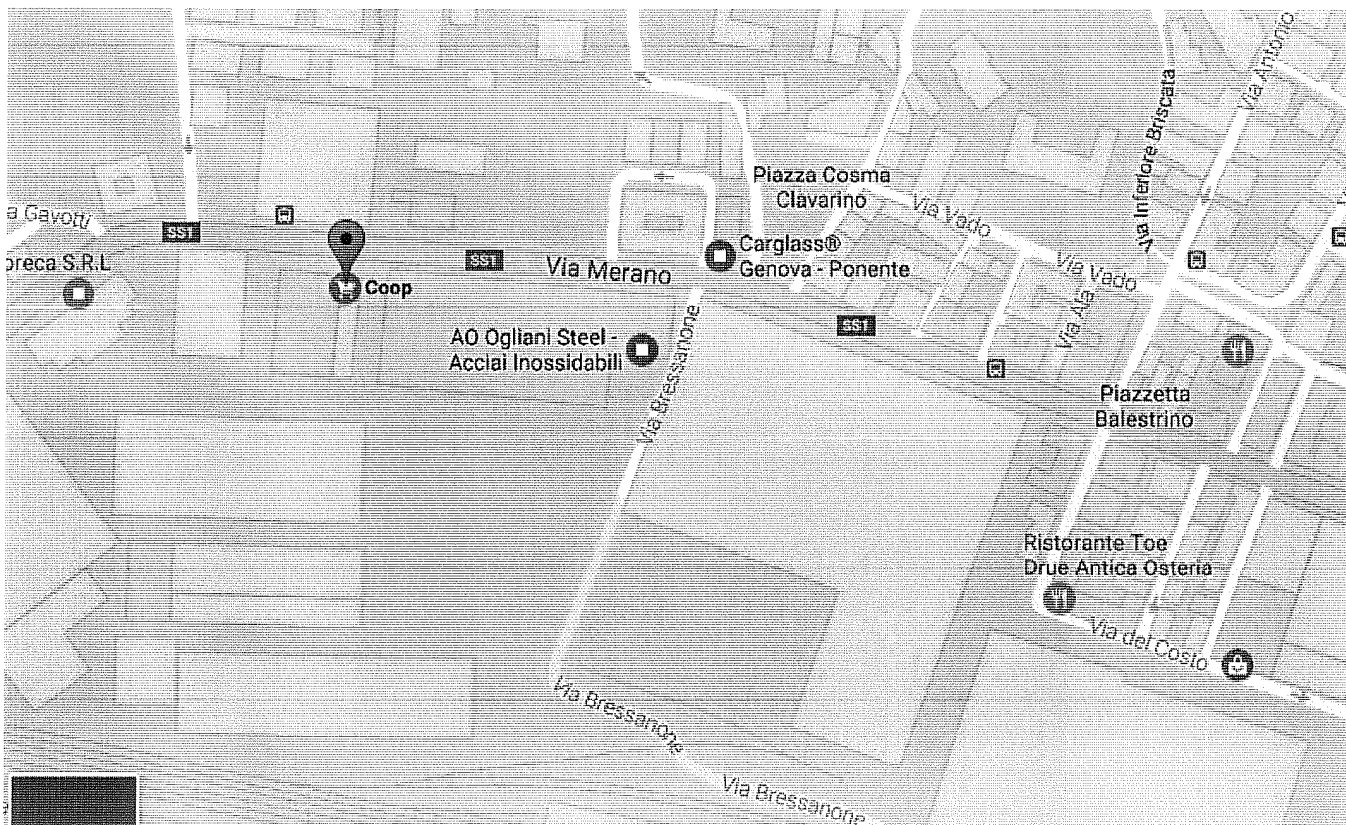 Via Antonio
Via Inferiore Briscata
Piazza Cosma
Clavarino
Via Vado
a Gavotti
SS1
SS1
Via Merano
Carglass®
Genova - Ponente
Via Vado
oreca S.R.L
Coop
Via Alla
SS1
AO Ogliani Steel -
Acciai Inossidabili
Via Bressanone
Piazzetta
Balestrino
Ristorante Toe
Drue Antica Osteria
Via del Costo
Via Bressanone
Via Bressanone